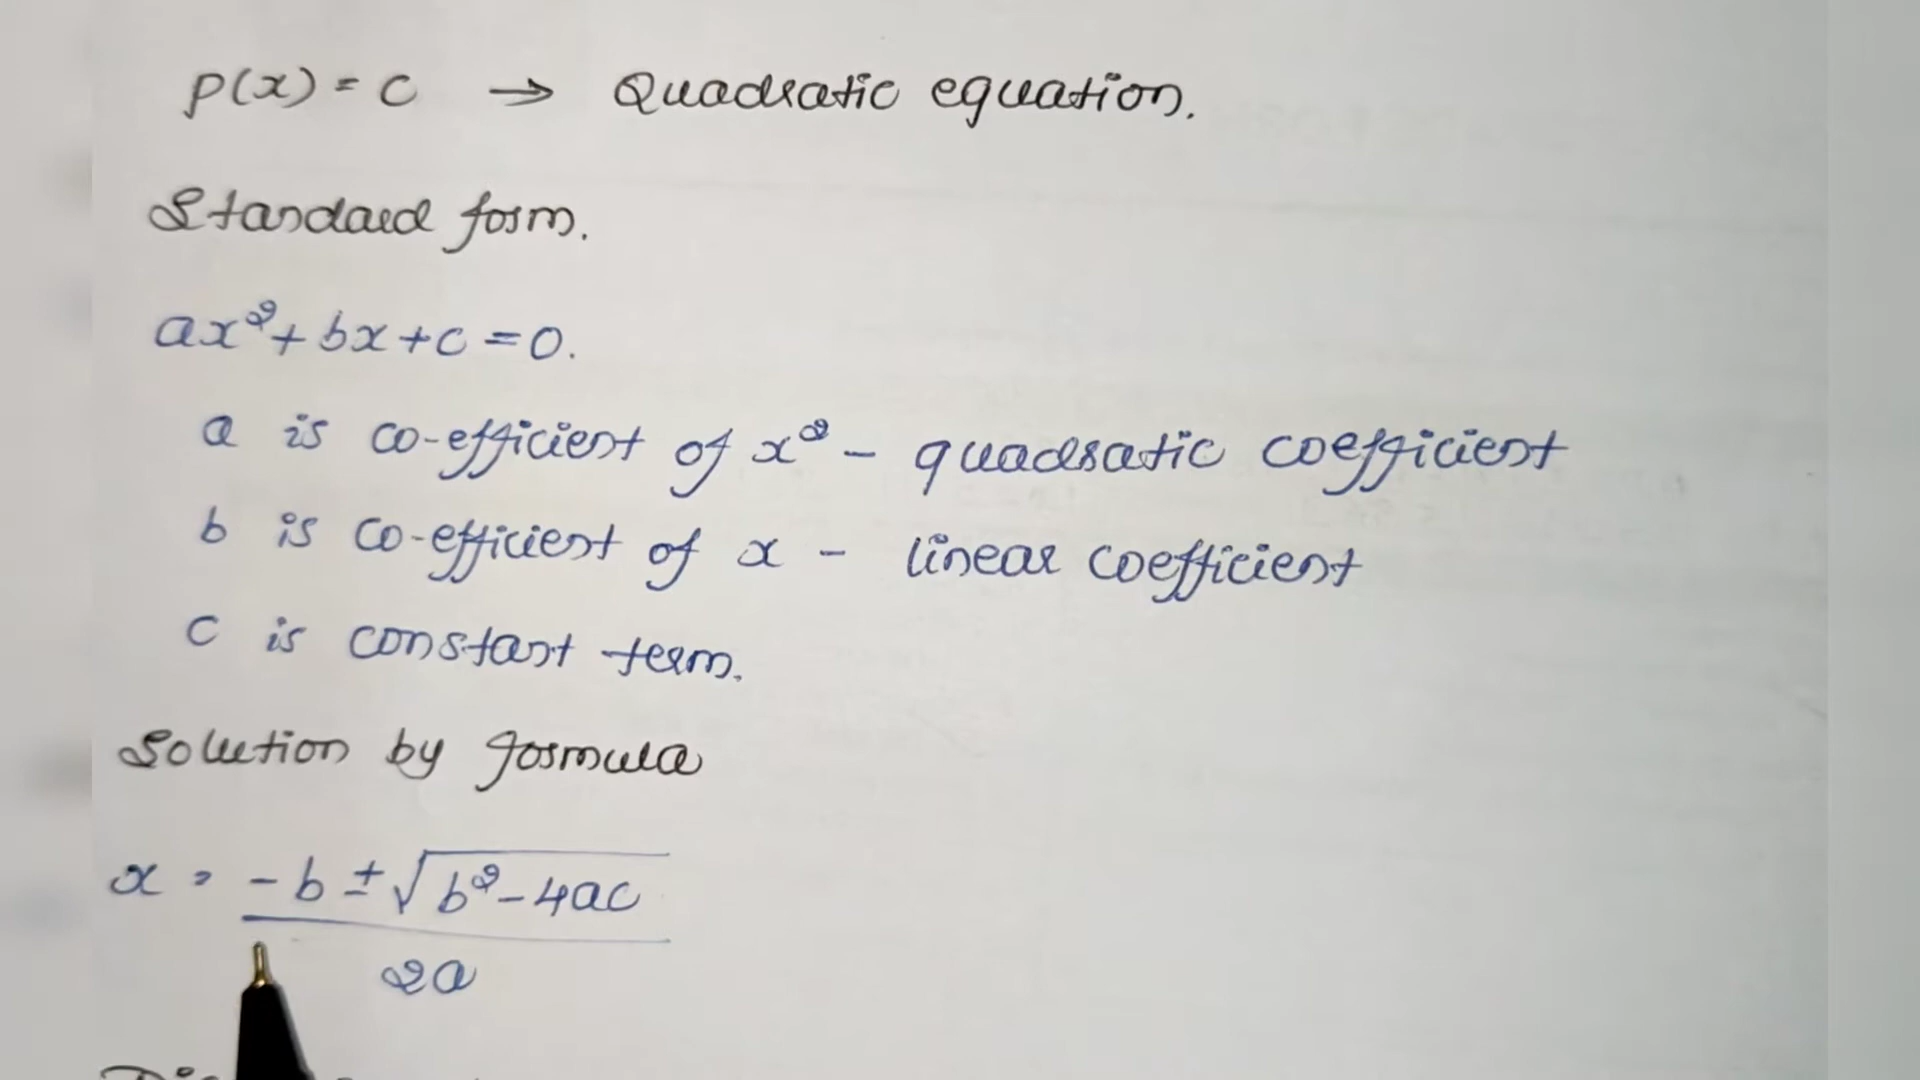 P(x) = c → Quadratic equation.
Standard form.
ax² + bx + c = 0.
a is co-efficient of x² - quadratic coefficient
b is co-efficient of x - linear coefficient
c is constant term.
Solution by formula
x = -b ± √b² - 4ac
2a